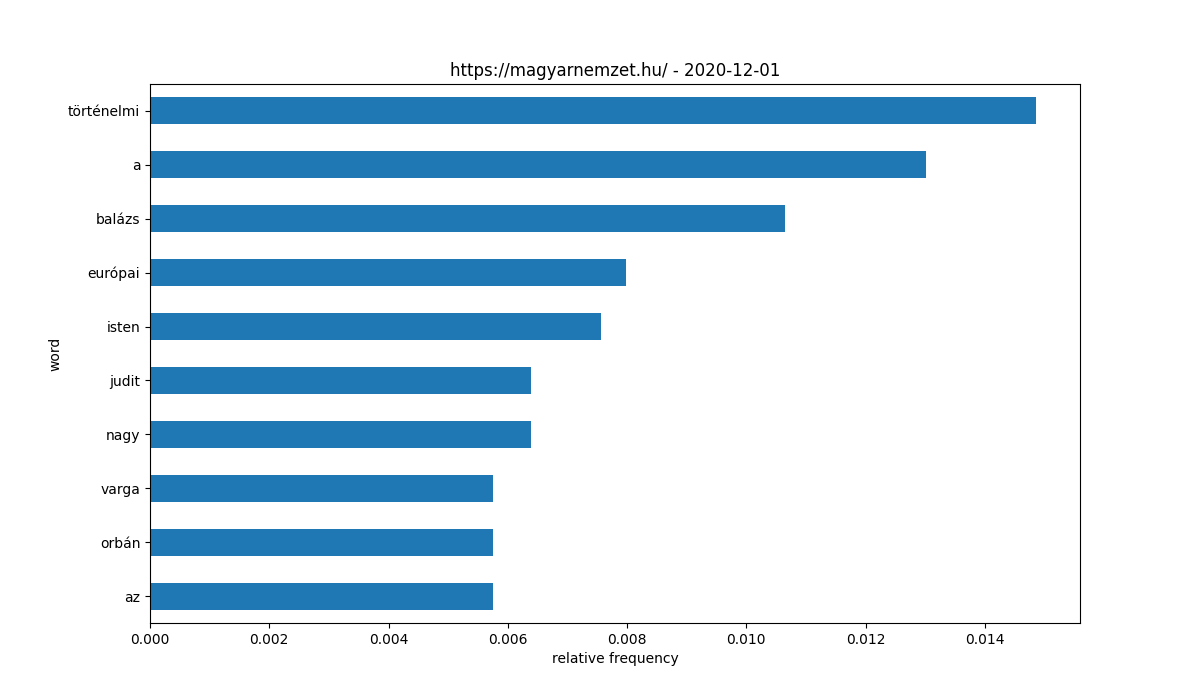 https://magyarnemzet.hu/ - 2020-12-01
történelmi
a
balázs
európai
isten
judit
nagy
varga
orbán
az
word
0.000 0.002 0.004 0.006 0.008 0.010 0.012 0.014
relative frequency